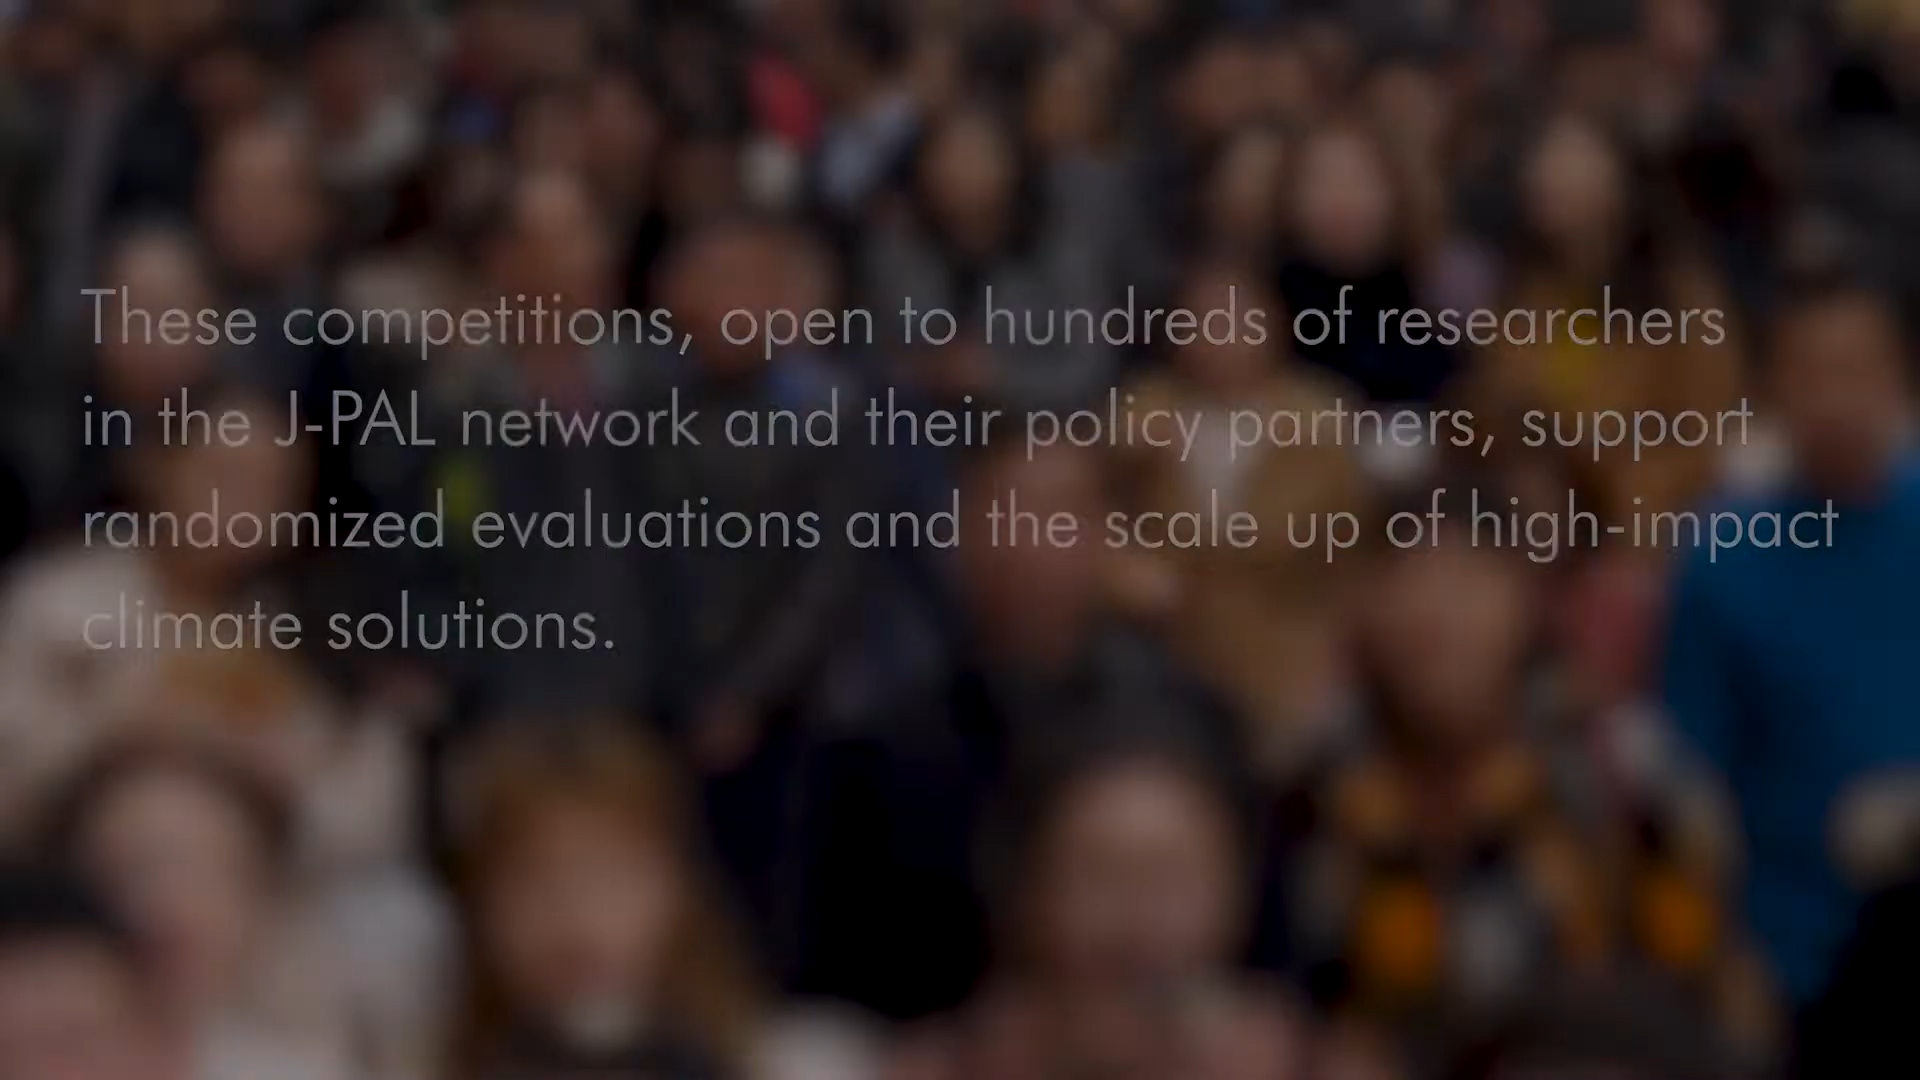 These competitions, open to hundreds of researchers
in the J-PAL network and their policy partners, support
randomized evaluations and the scale up of high-impact
climate solutions.